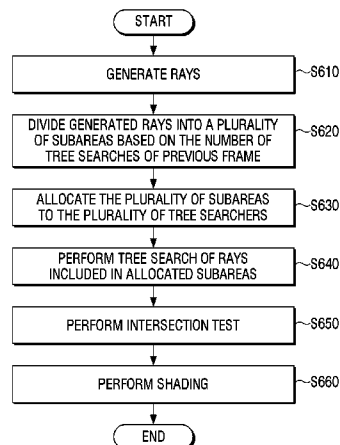 START
GENERATE RAYS
S610
DIVIDE GENERATED RAYS INTO A PLURALITY
OF SUBAREAS BASED ON THE NUMBER OF
TREE SEARCHES OF PREVIOUS FRAME
S620
ALLOCATE THE PLURALITY OF SUBAREAS
TO THE PLURALITY OF TREE SEARCHERS
S630
PERFORM TREE SEARCH OF RAYS
INCLUDED IN ALLOCATED SUBAREAS
S640
PERFORM INTERSECTION TEST
S650
PERFORM SHADING
S660
END